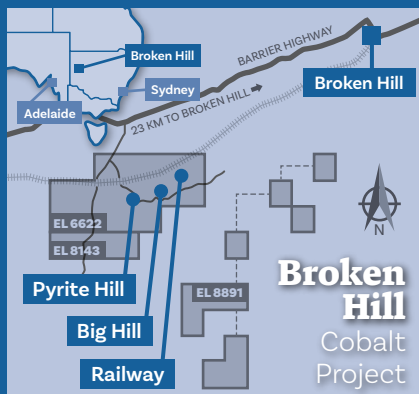 Broken Hill
Sydney
Adelaide
BARRIER HIGHWAY
23 KM TO BROKEN HILL
Broken Hill
N
EL 6622
EL 8143
EL 8891
Pyrite Hill
Big Hill
Railway
Broken
Hill
Cobalt
Project